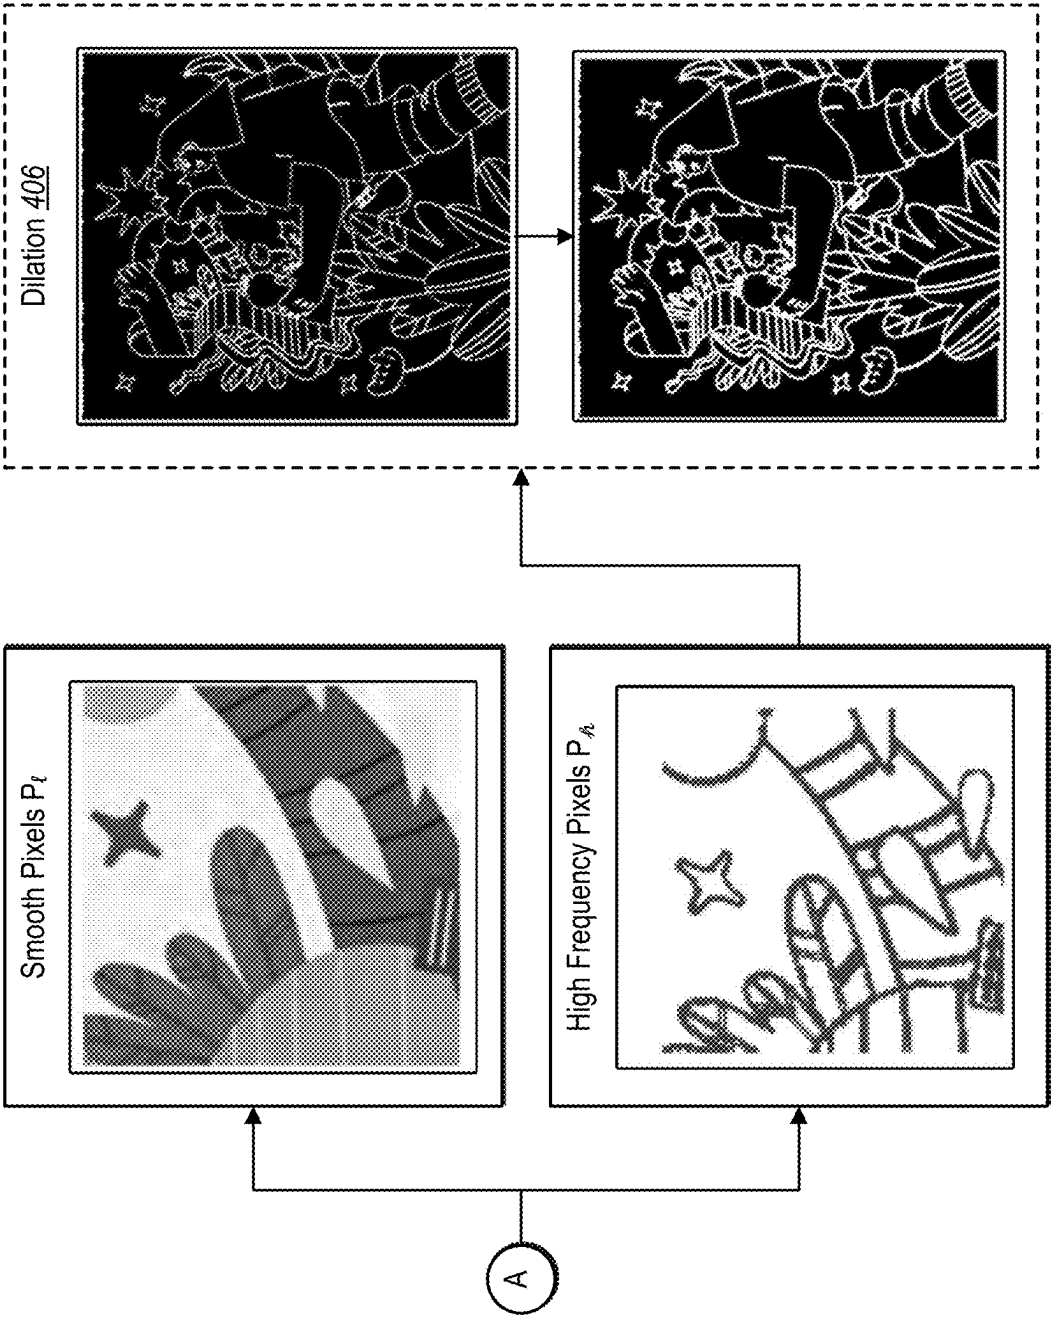 A
Smooth Pixels Pℓ
High Frequency Pixels Pₕ
Dilation 406